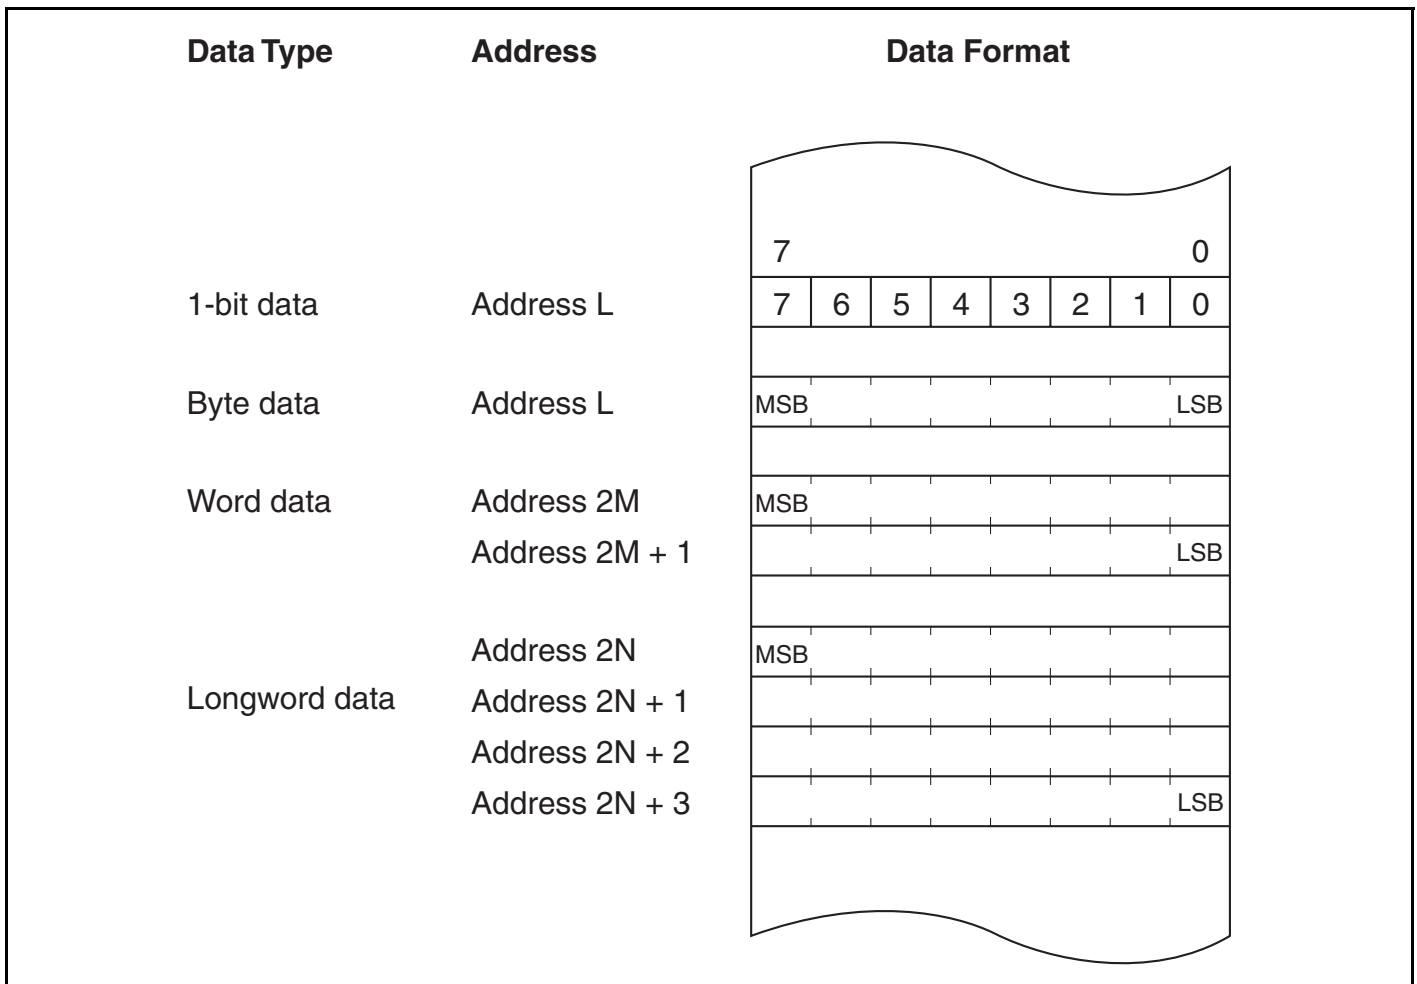 Data Type Address Data Format
7 0
1-bit data Address L 7 6 5 4 3 2 1 0
Byte data Address L MSB LSB
Word data Address 2M MSB
Address 2M + 1 LSB
Address 2N MSB
Longword data Address 2N + 1
Address 2N + 2
Address 2N + 3 LSB